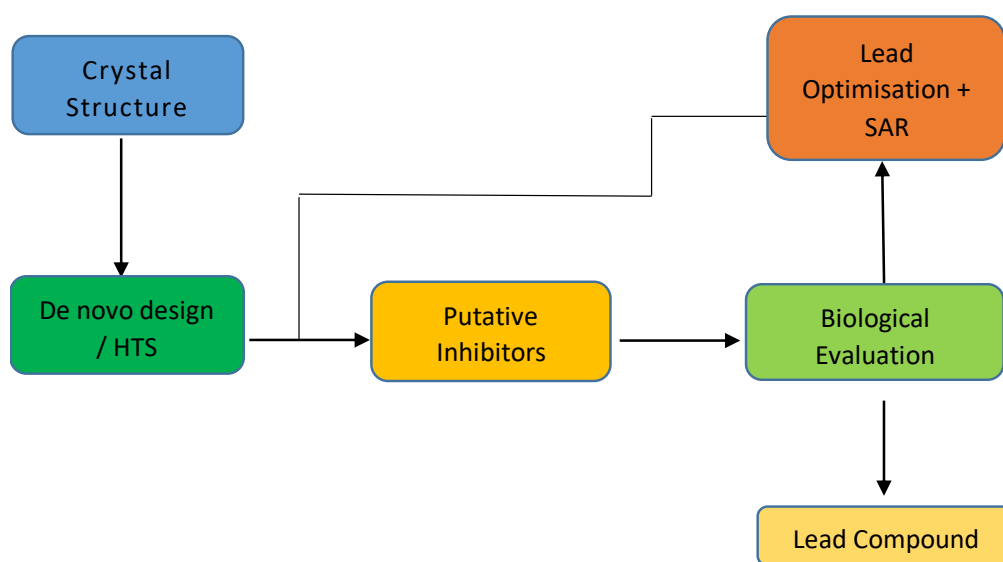 Crystal
Structure
Lead
Optimisation +
SAR
De novo design
/ HTS
Putative
Inhibitors
Biological
Evaluation
Lead Compound